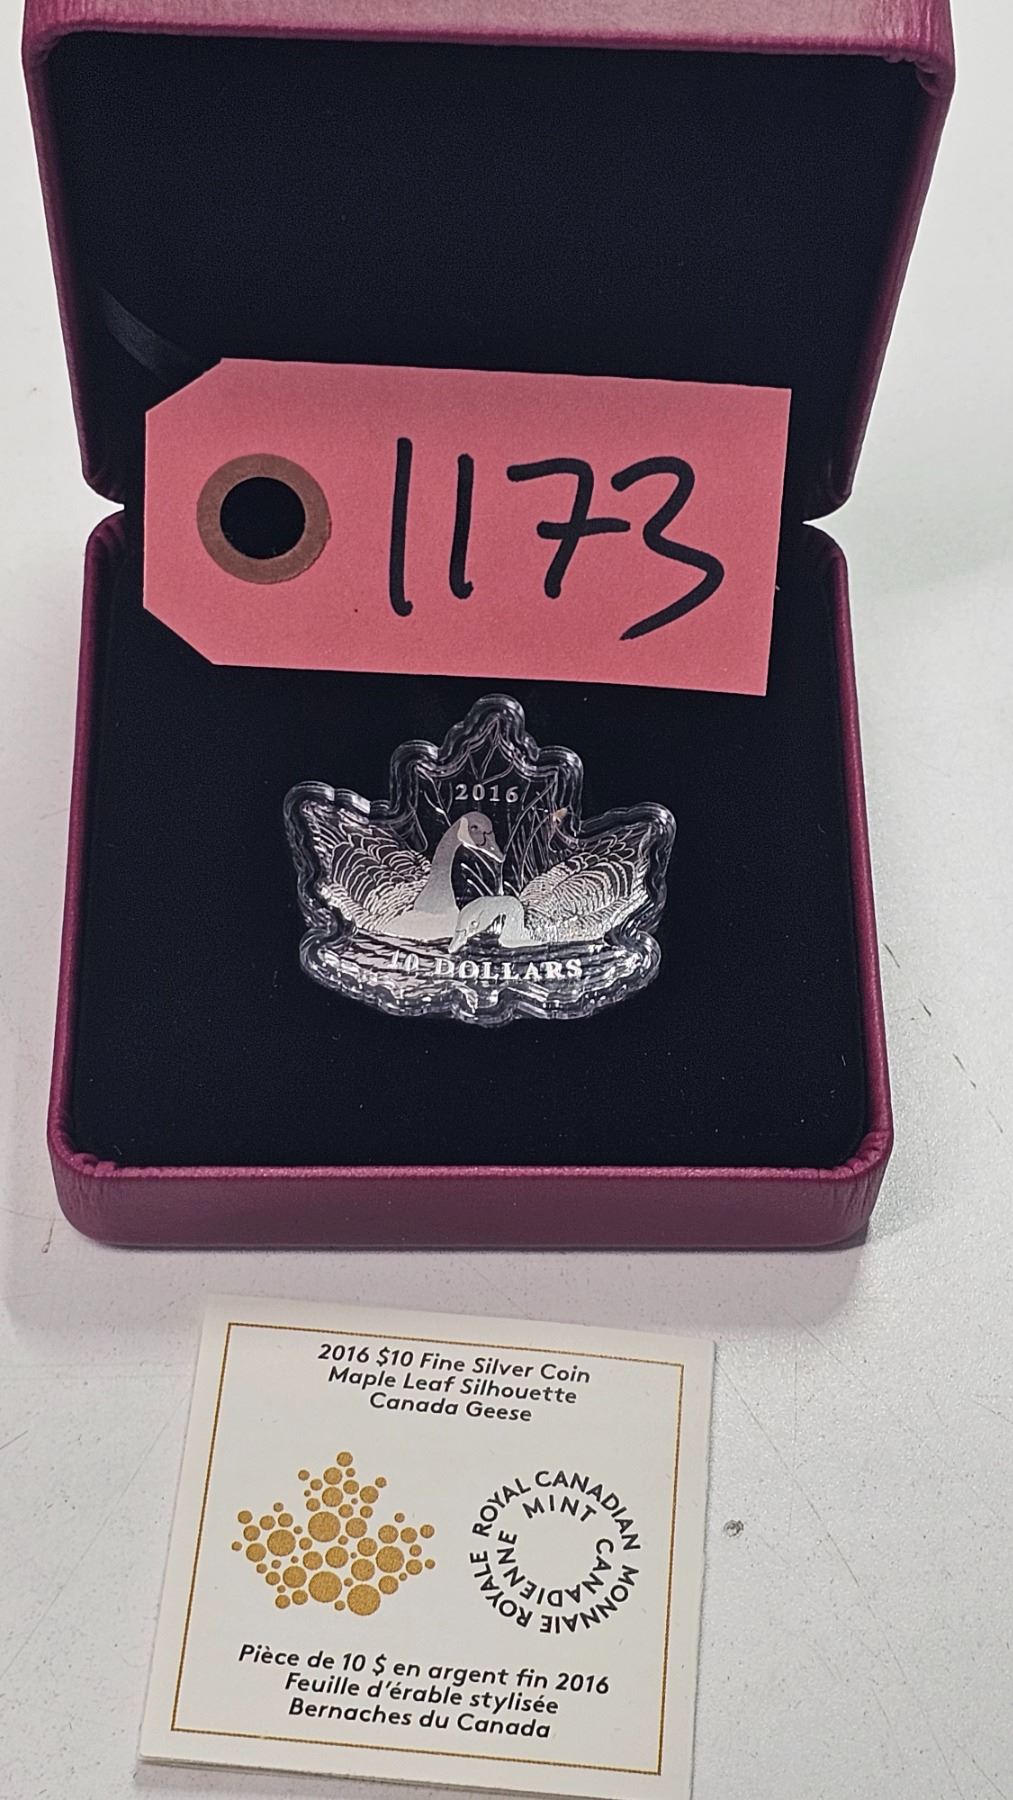 1173
2016
10 DOLLARS
2016 $10 Fine Silver Coin
Maple Leaf Silhouette
Canada Geese
ROYAL CANADIAN MINT
MONNAIE ROYALE CANADIENNE
Pièce de 10 $ en argent fin 2016
Feuille d'érable stylisée
Bernaches du Canada